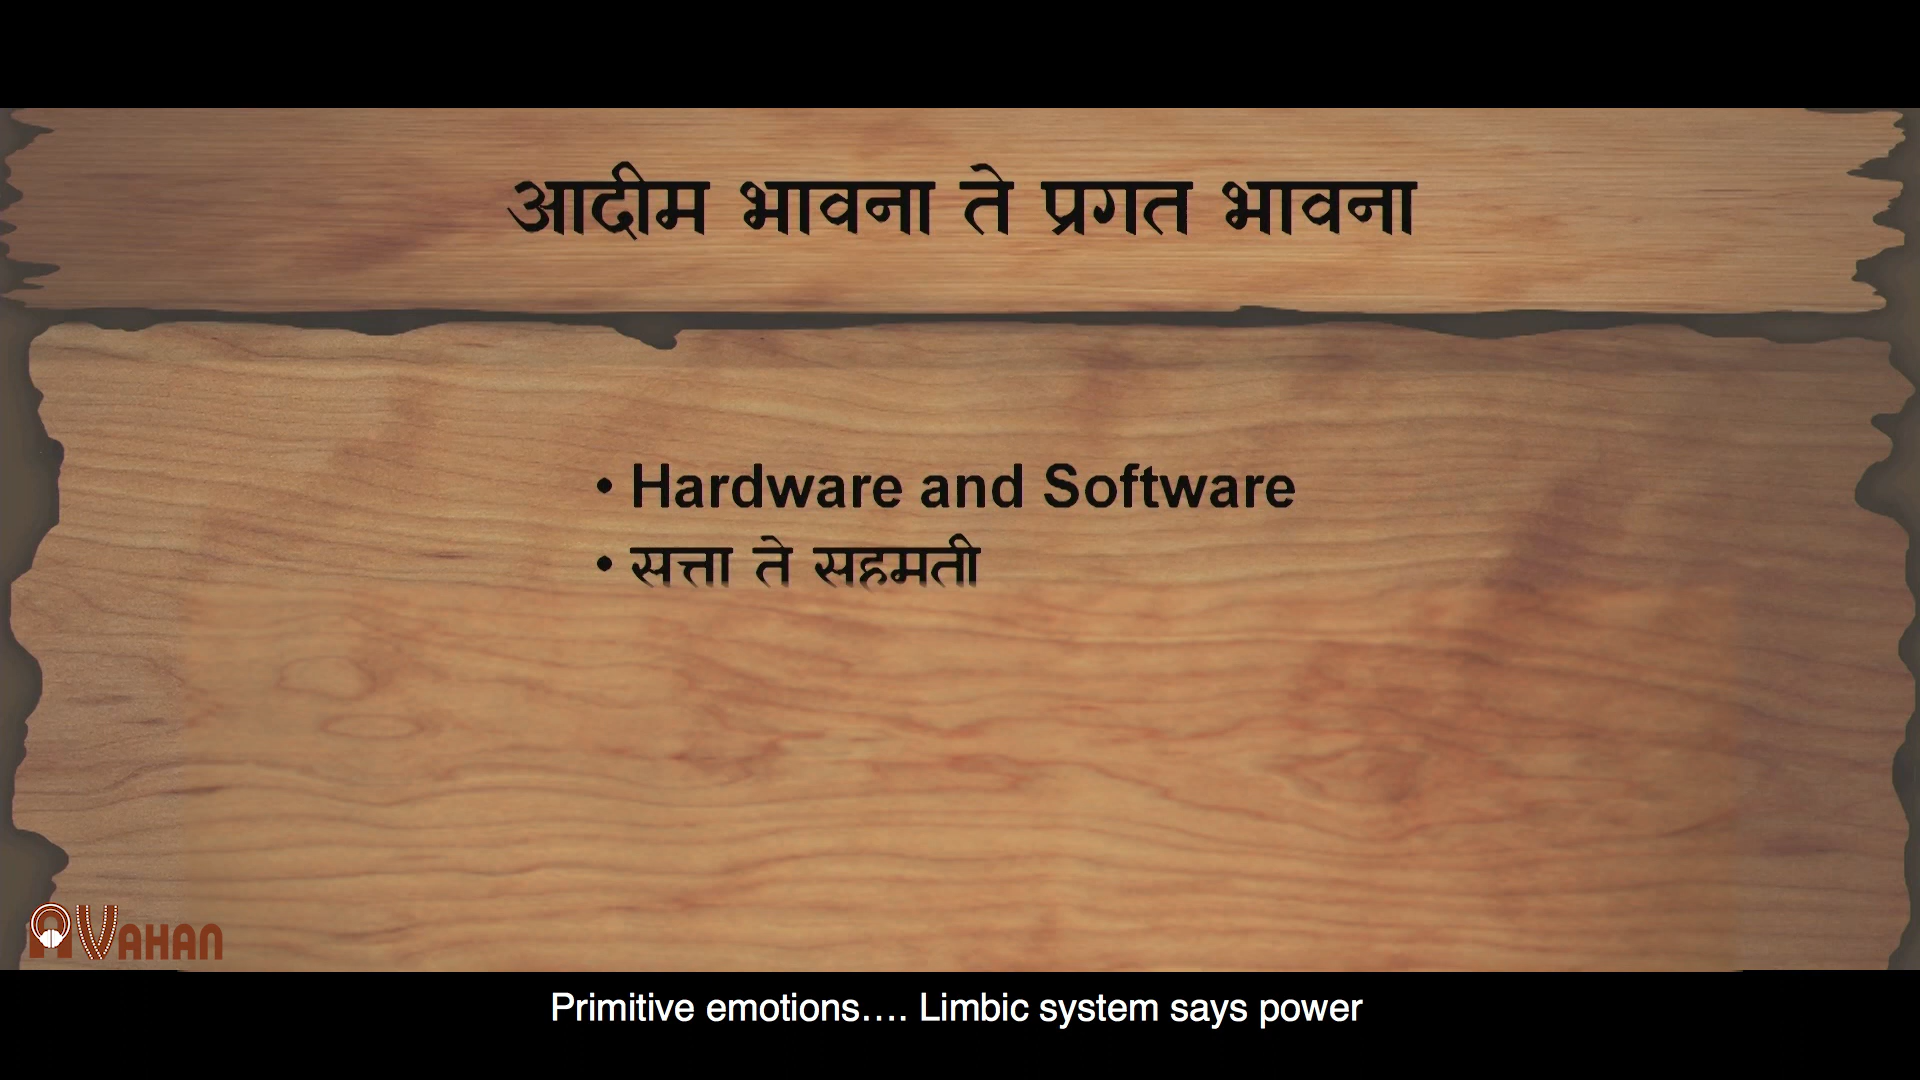 आदीम भावना ते प्रगत भावना
• Hardware and Software
• सत्ता ते सहमती
AVAHAN
Primitive emotions.... Limbic system says power